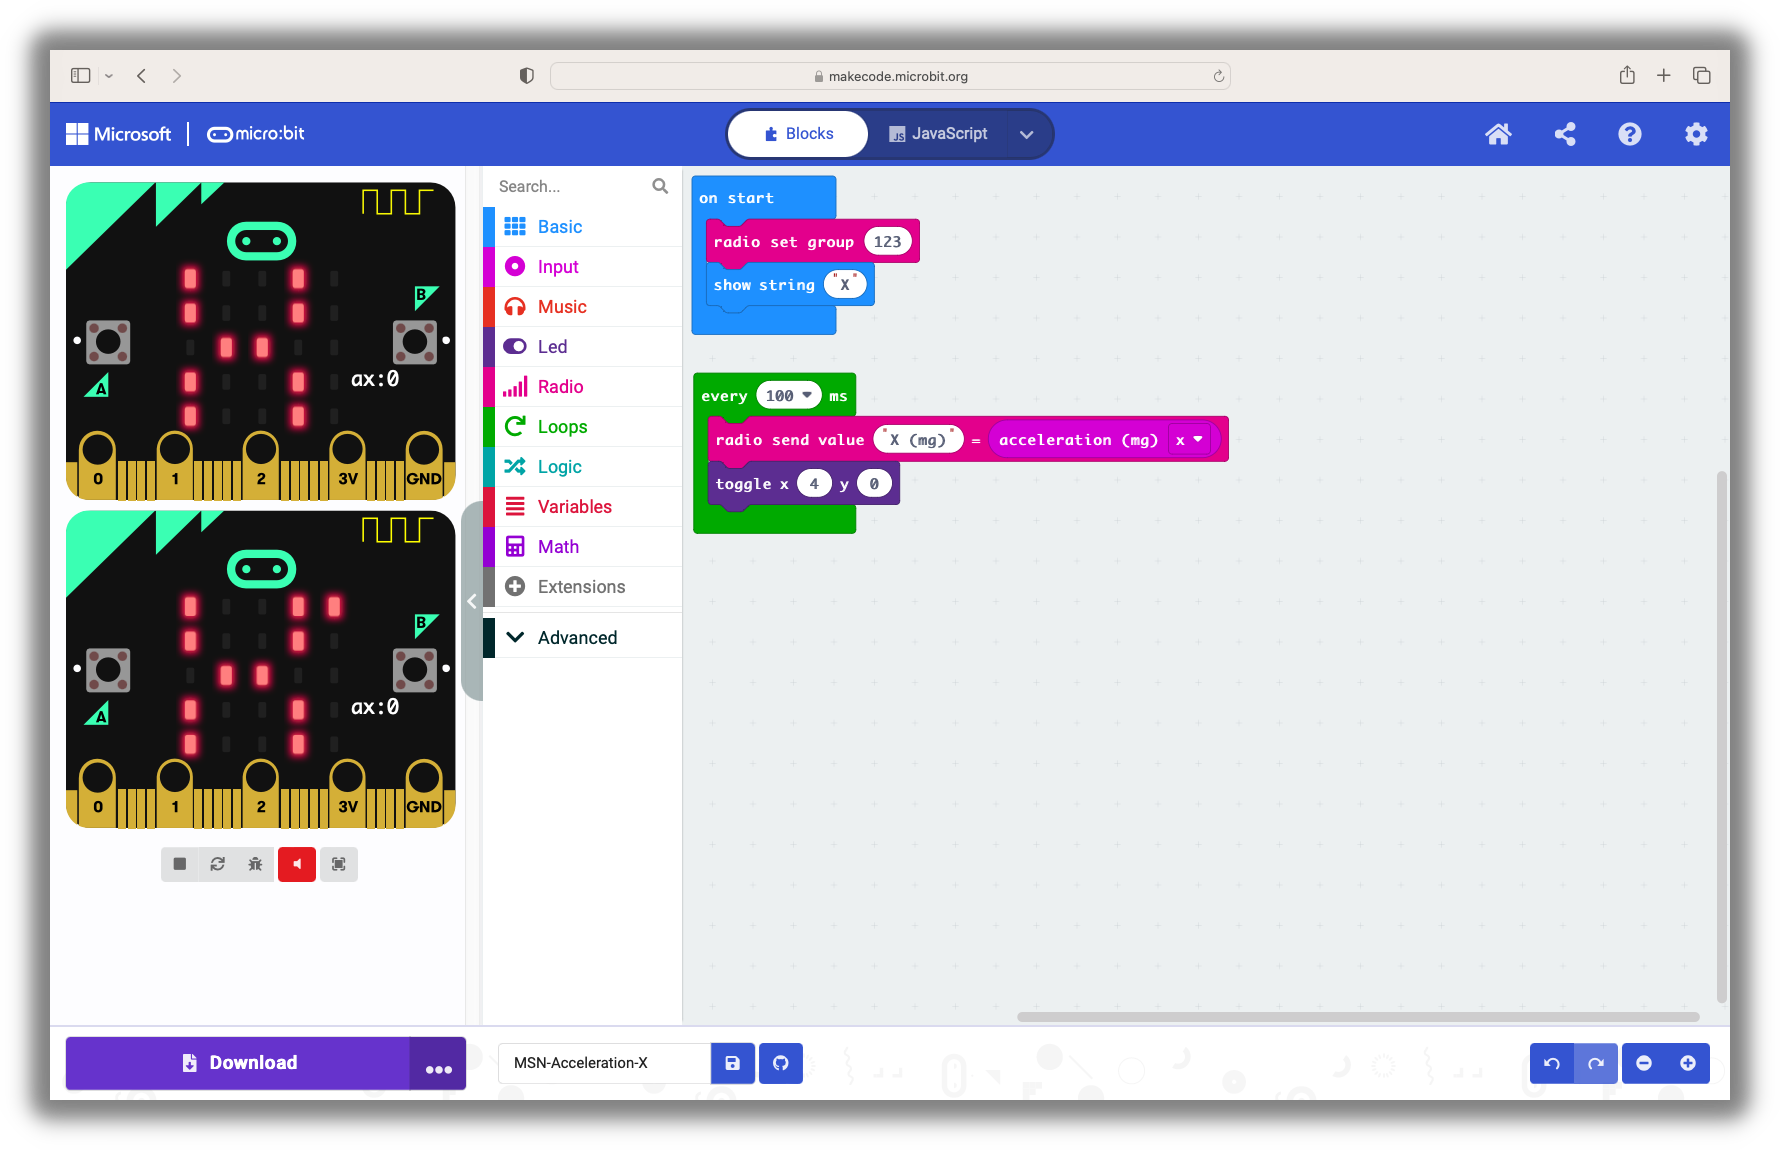 makecode.microbit.org
Microsoft | micro:bit
Blocks
JS JavaScript
B
A
ax:0
0 1 2 3V GND
B
A
ax:0
0 1 2 3V GND
Search...
Basic
Input
Music
Led
Radio
Loops
Logic
Variables
Math
Extensions
Advanced
on start
radio set group 123
show string "X"
every 100 ms
radio send value "X (mg)" = acceleration (mg) x
toggle x 4 y 0
Download ...
MSN-Acceleration-X